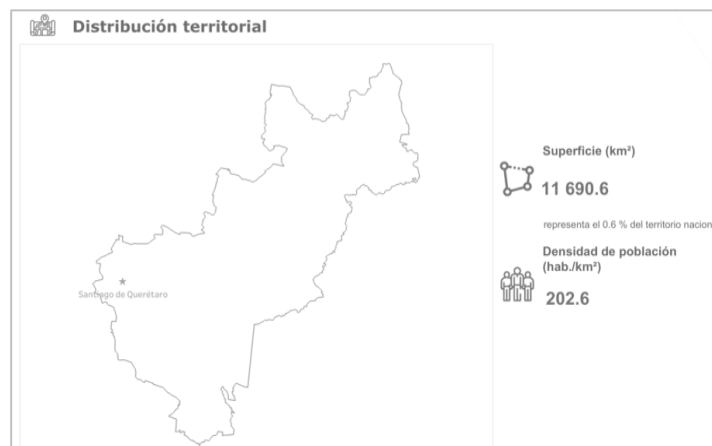 Distribución territorial
Superficie (km²)
11 690.6
representa el 0.6 % del territorio nacion
Densidad de población
(hab./km²)
202.6
Santiago de Querétaro